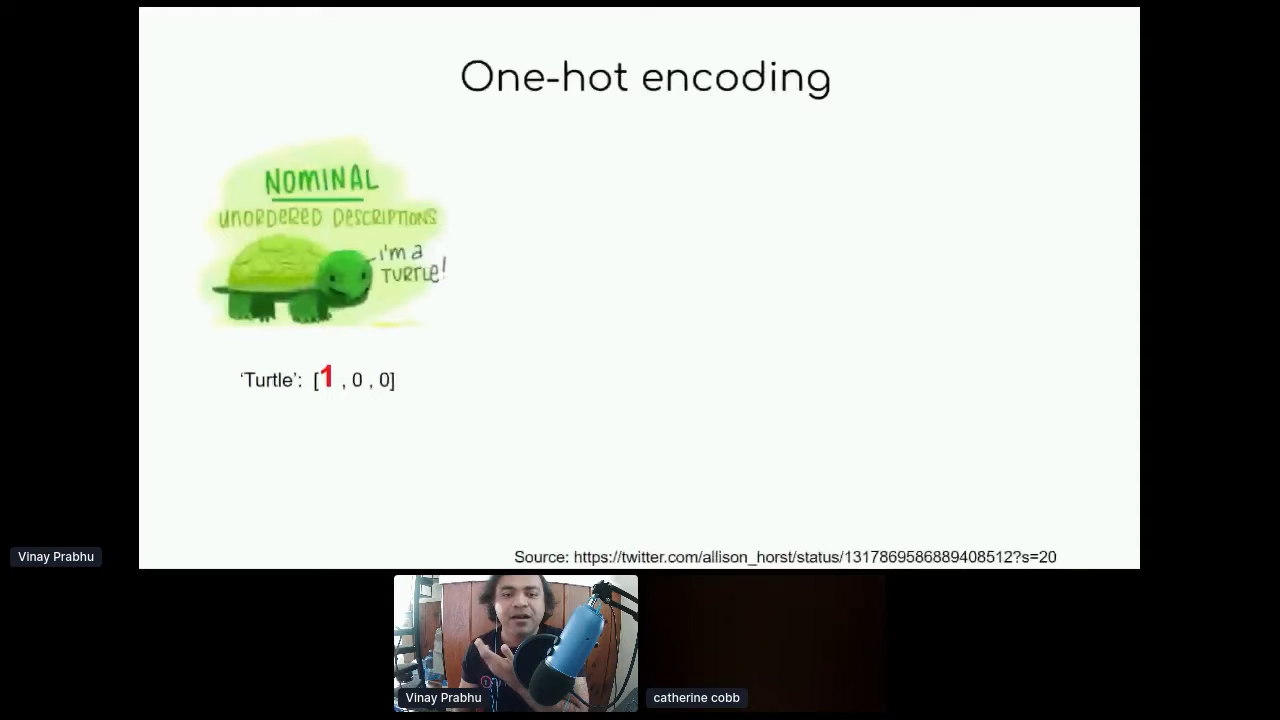 One-hot encoding
NOMINAL
UNORDERED DESCRIPTIONS
I'm a
TURTLE!
‘Turtle’: [1 , 0 , 0]
Source: https://twitter.com/allison_horst/status/1317869586889408512?s=20
Vinay Prabhu
Vinay Prabhu
catherine cobb